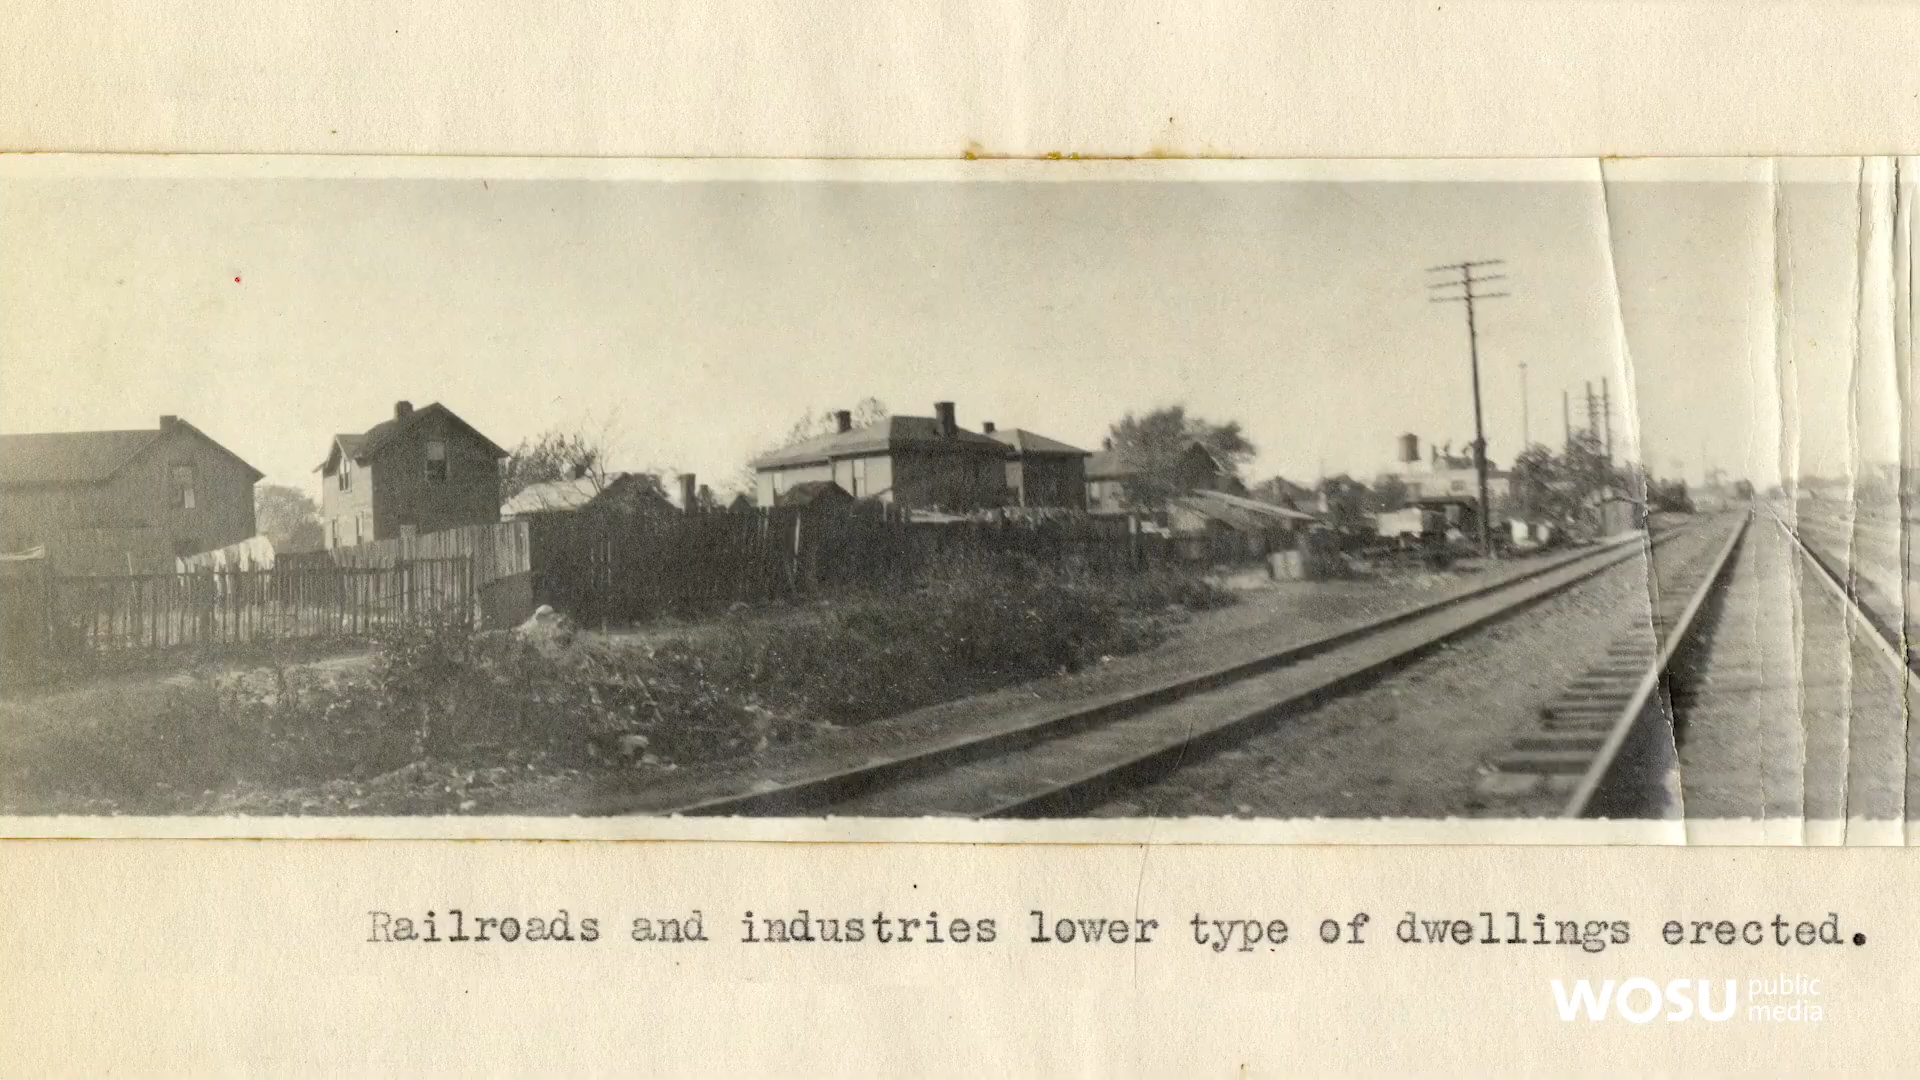 Railroads and industries lower type of dwellings erected.
WOSU public media